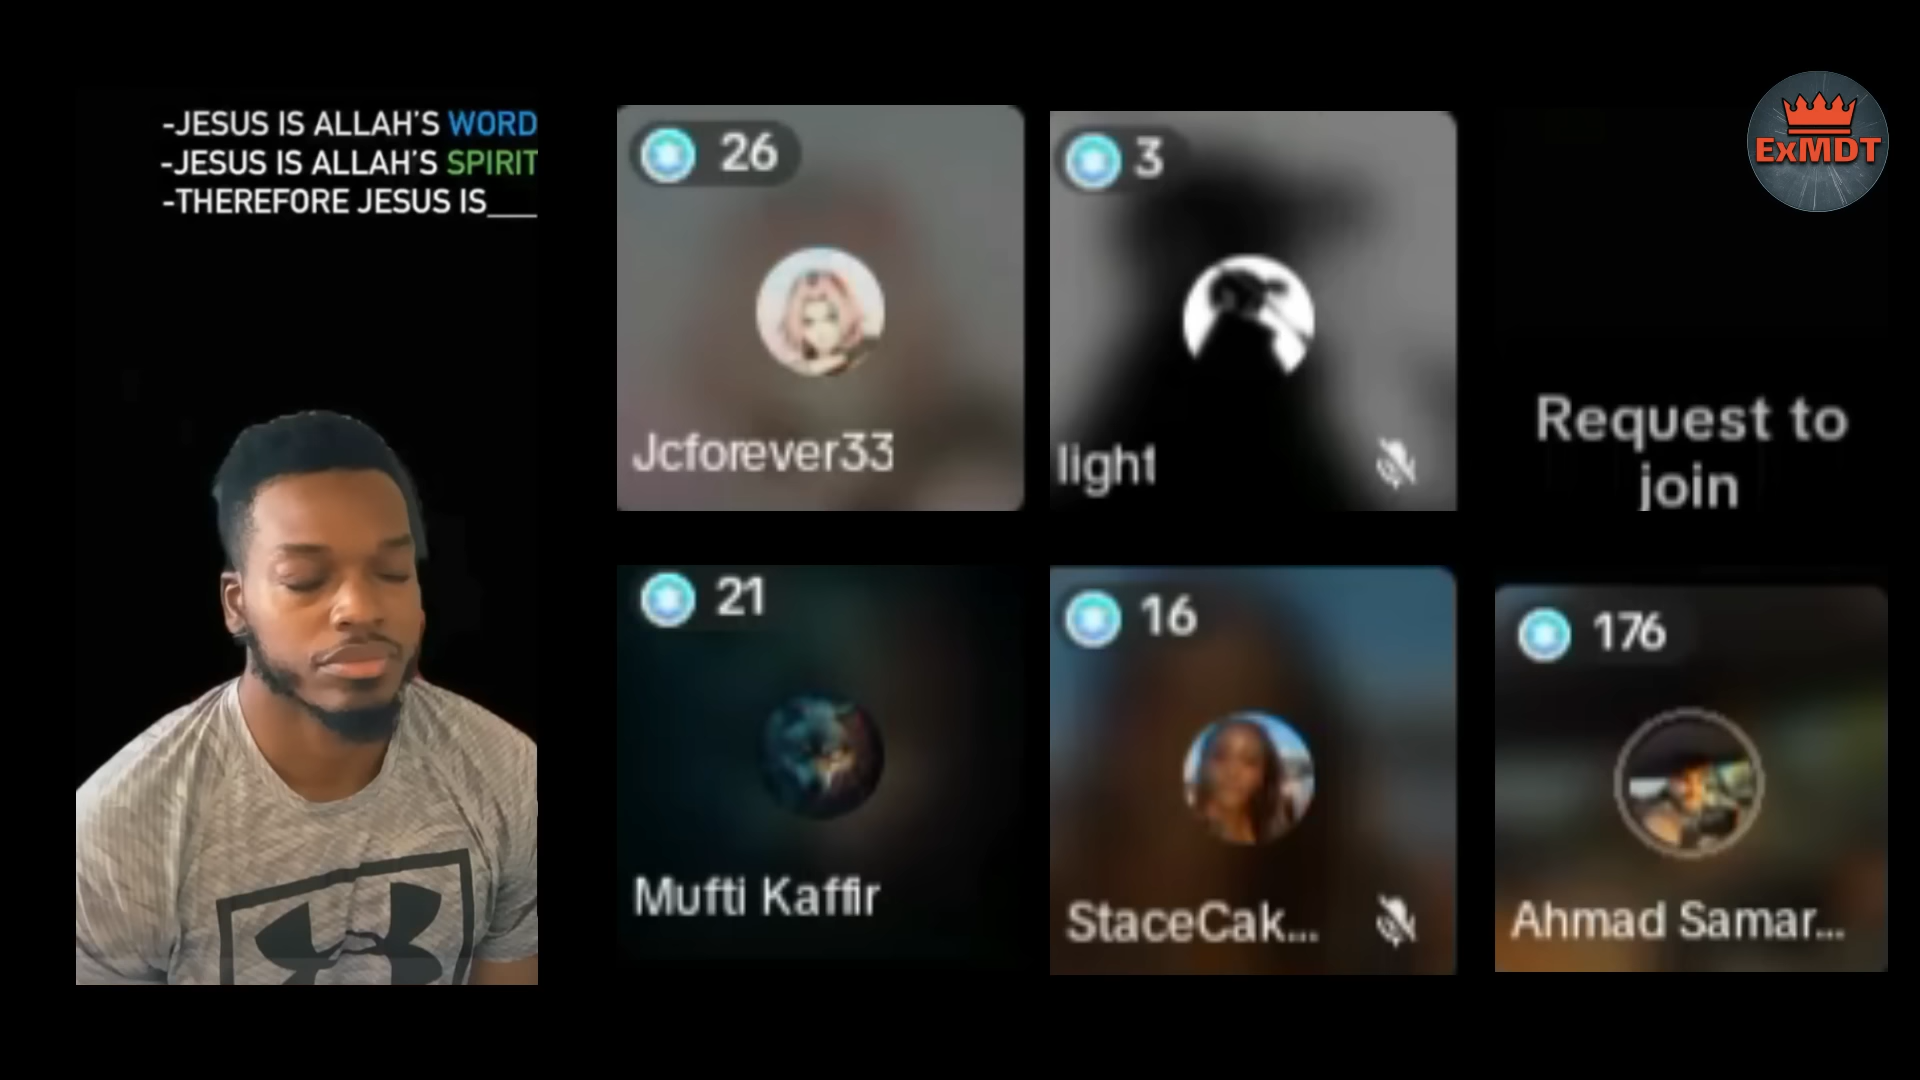 -JESUS IS ALLAH'S WORD
-JESUS IS ALLAH'S SPIRIT
-THEREFORE JESUS IS___
26
Jcforever33
3
light
Request to
join
ExMDT
21
Mufti Kaffir
16
StaceCak...
176
Ahmad Samar...